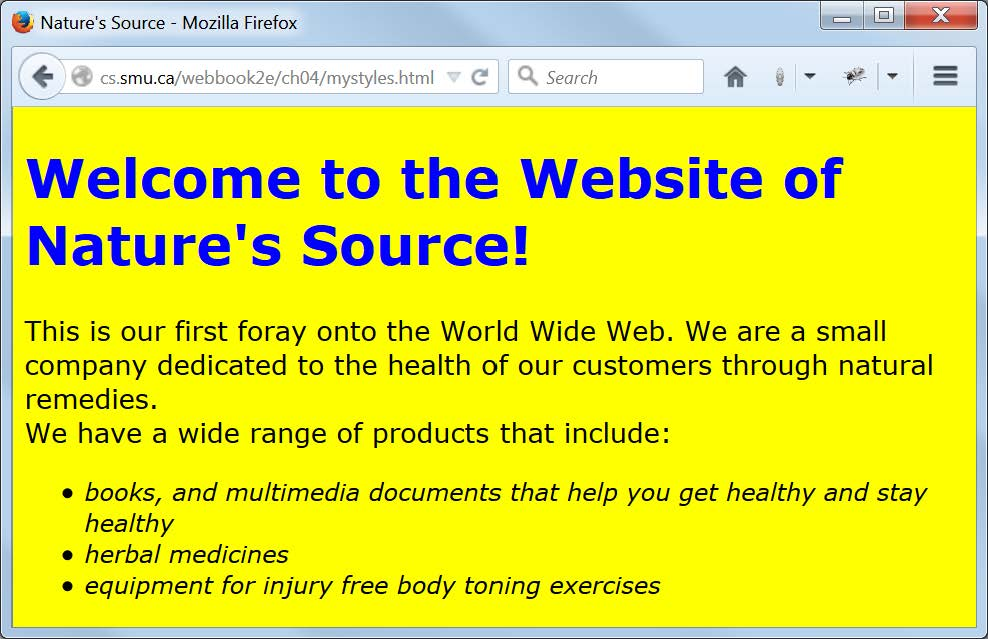 Nature's Source - Mozilla Firefox
cs.smu.ca/webbook2e/ch04/mystyles.html Search
Welcome to the Website of
Nature's Source!
This is our first foray onto the World Wide Web. We are a small
company dedicated to the health of our customers through natural
remedies.
We have a wide range of products that include:
• books, and multimedia documents that help you get healthy and stay
healthy
• herbal medicines
• equipment for injury free body toning exercises